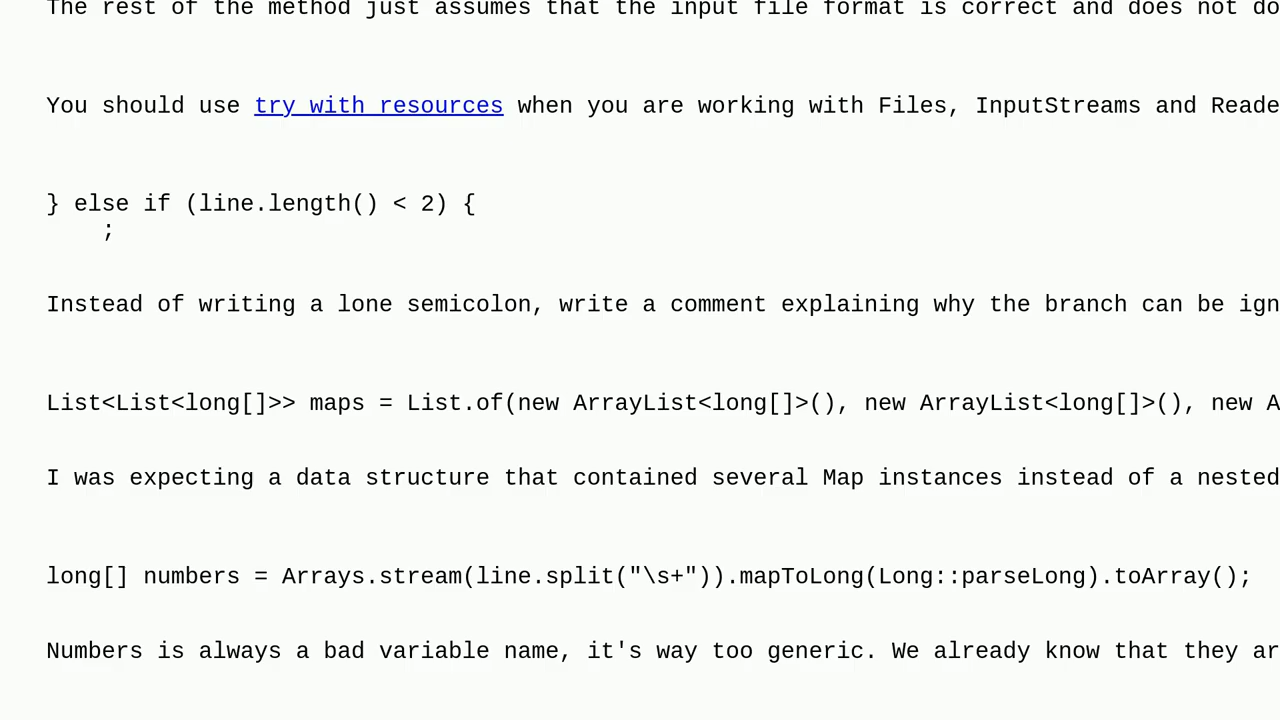 The rest of the method just assumes that the input file format is correct and does not do
You should use try with resources when you are working with Files, InputStreams and Reade
} else if (line.length() < 2) {
    ;
Instead of writing a lone semicolon, write a comment explaining why the branch can be ign
List<List<long[]>> maps = List.of(new ArrayList<long[]>(), new ArrayList<long[]>(), new A
I was expecting a data structure that contained several Map instances instead of a nested
long[] numbers = Arrays.stream(line.split("\s+")).mapToLong(Long::parseLong).toArray();
Numbers is always a bad variable name, it's way too generic. We already know that they ar